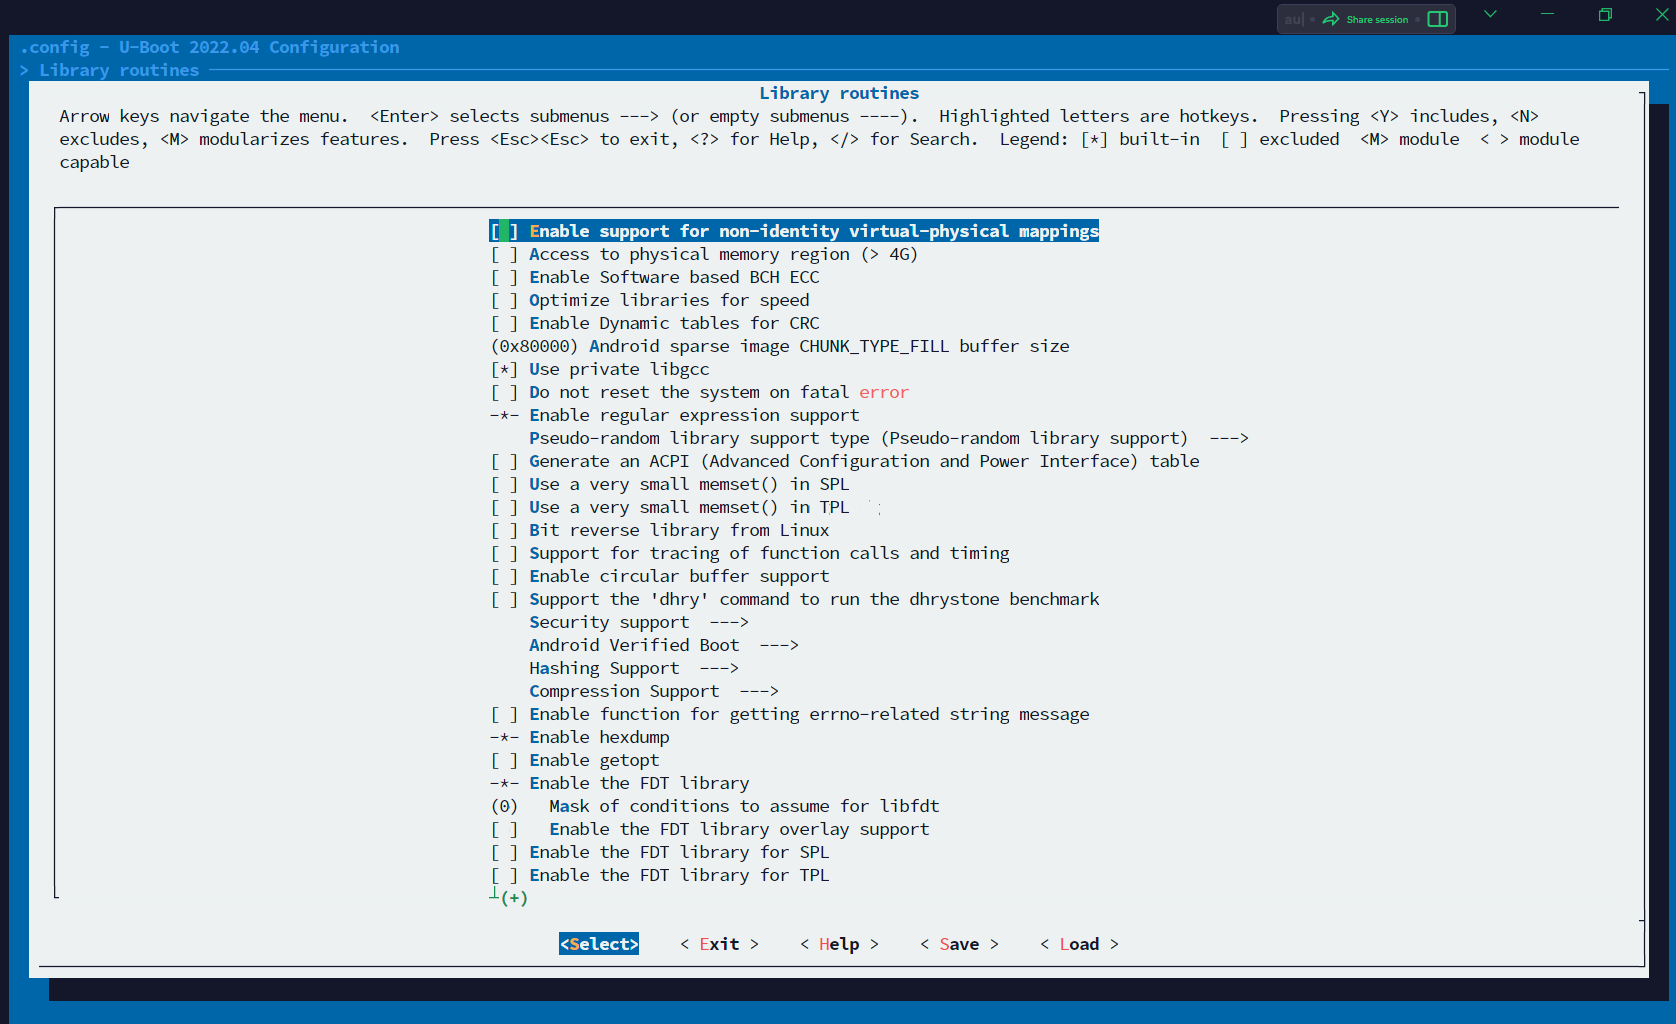 au|
Share session
.config - U-Boot 2022.04 Configuration
> Library routines
Library routines
Arrow keys navigate the menu.  <Enter> selects submenus ---> (or empty submenus ----).  Highlighted letters are hotkeys.  Pressing <Y> includes, <N>
excludes, <M> modularizes features.  Press <Esc><Esc> to exit, <?> for Help, </> for Search.  Legend: [*] built-in  [ ] excluded  <M> module  < > module
capable
[ ] Enable support for non-identity virtual-physical mappings
[ ] Access to physical memory region (> 4G)
[ ] Enable Software based BCH ECC
[ ] Optimize libraries for speed
[ ] Enable Dynamic tables for CRC
(0x80000) Android sparse image CHUNK_TYPE_FILL buffer size
[*] Use private libgcc
[ ] Do not reset the system on fatal error
-*- Enable regular expression support
Pseudo-random library support type (Pseudo-random library support)  --->
[ ] Generate an ACPI (Advanced Configuration and Power Interface) table
[ ] Use a very small memset() in SPL
[ ] Use a very small memset() in TPL
[ ] Bit reverse library from Linux
[ ] Support for tracing of function calls and timing
[ ] Enable circular buffer support
[ ] Support the 'dhry' command to run the dhrystone benchmark
Security support  --->
Android Verified Boot  --->
Hashing Support  --->
Compression Support  --->
[ ] Enable function for getting errno-related string message
-*- Enable hexdump
[ ] Enable getopt
-*- Enable the FDT library
(0)   Mask of conditions to assume for libfdt
[ ]   Enable the FDT library overlay support
[ ] Enable the FDT library for SPL
[ ] Enable the FDT library for TPL
┴(+)
<Select>    < Exit >    < Help >    < Save >    < Load >